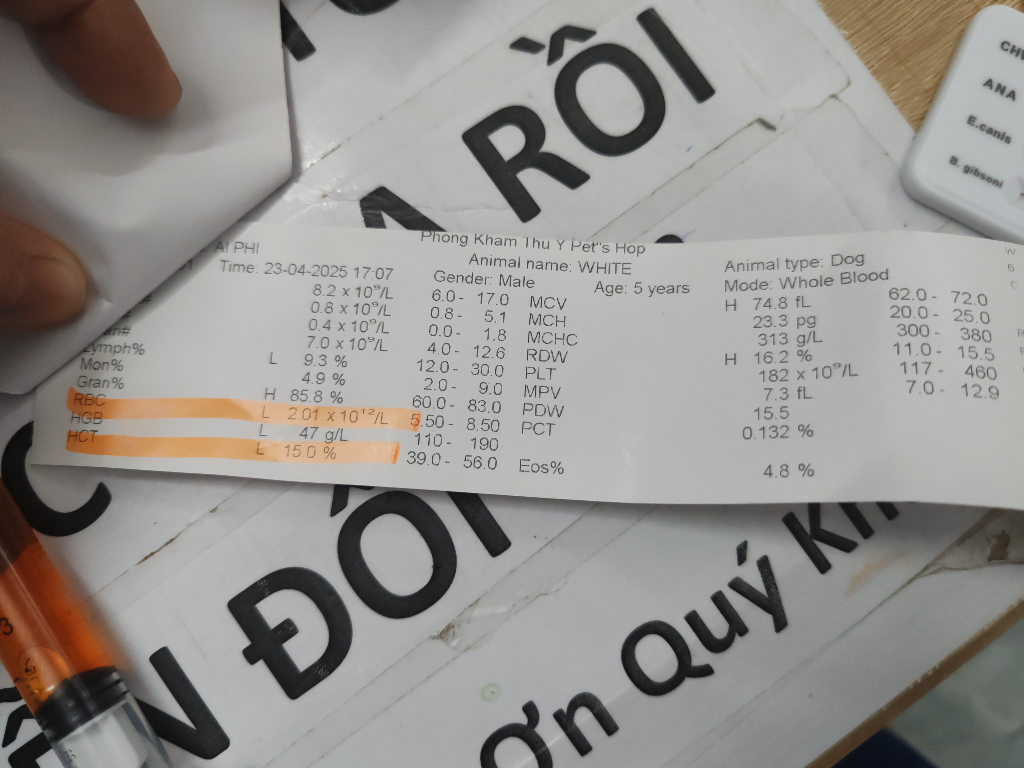 RỒI
CHW
ANA
E.canis
B. gibsoni
AI PHI
Phong Kham Thu Y Pet's Hop
Time: 23-04-2025 17:07
Animal name: WHITE
Animal type: Dog
Gender: Male
Age: 5 years
Mode: Whole Blood
8.2 x 10^9/L 6.0 - 17.0 MCV H 74.8 fL 62.0 - 72.0
0.8 x 10^9/L 0.8 - 5.1 MCH 23.3 pg 20.0 - 25.0
0.4 x 10^9/L 0.0 - 1.8 MCHC 313 g/L 300 - 380
7.0 x 10^9/L 4.0 - 12.6 RDW H 16.2 % 11.0 - 15.5
Lymph% L 9.3 % 12.0 - 30.0 PLT 182 x 10^9/L 117 - 460
Mon% 4.9 % 2.0 - 9.0 MPV 7.3 fL 7.0 - 12.9
Gran% H 85.8 % 60.0 - 83.0 PDW 15.5
RBC L 2.01 x 10^12/L 5.50 - 8.50 PCT 0.132 %
HGB L 47 g/L 110 - 190
HCT L 15.0 % 39.0 - 56.0 Eos% 4.8 %
ĐỐI
Ơn Quý